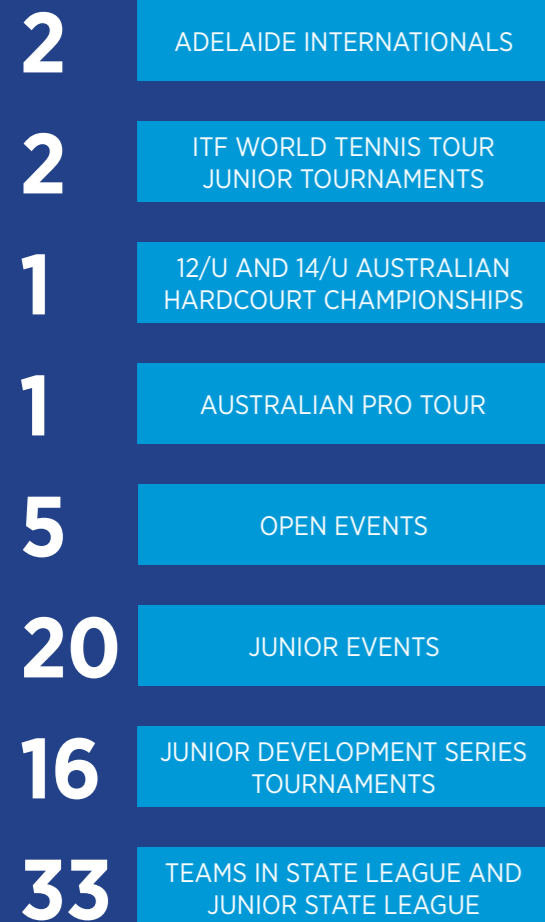 2
ADELAIDE INTERNATIONALS
2
ITF WORLD TENNIS TOUR
JUNIOR TOURNAMENTS
1
12/U AND 14/U AUSTRALIAN
HARDCOURT CHAMPIONSHIPS
1
AUSTRALIAN PRO TOUR
5
OPEN EVENTS
20
JUNIOR EVENTS
16
JUNIOR DEVELOPMENT SERIES
TOURNAMENTS
33
TEAMS IN STATE LEAGUE AND
JUNIOR STATE LEAGUE